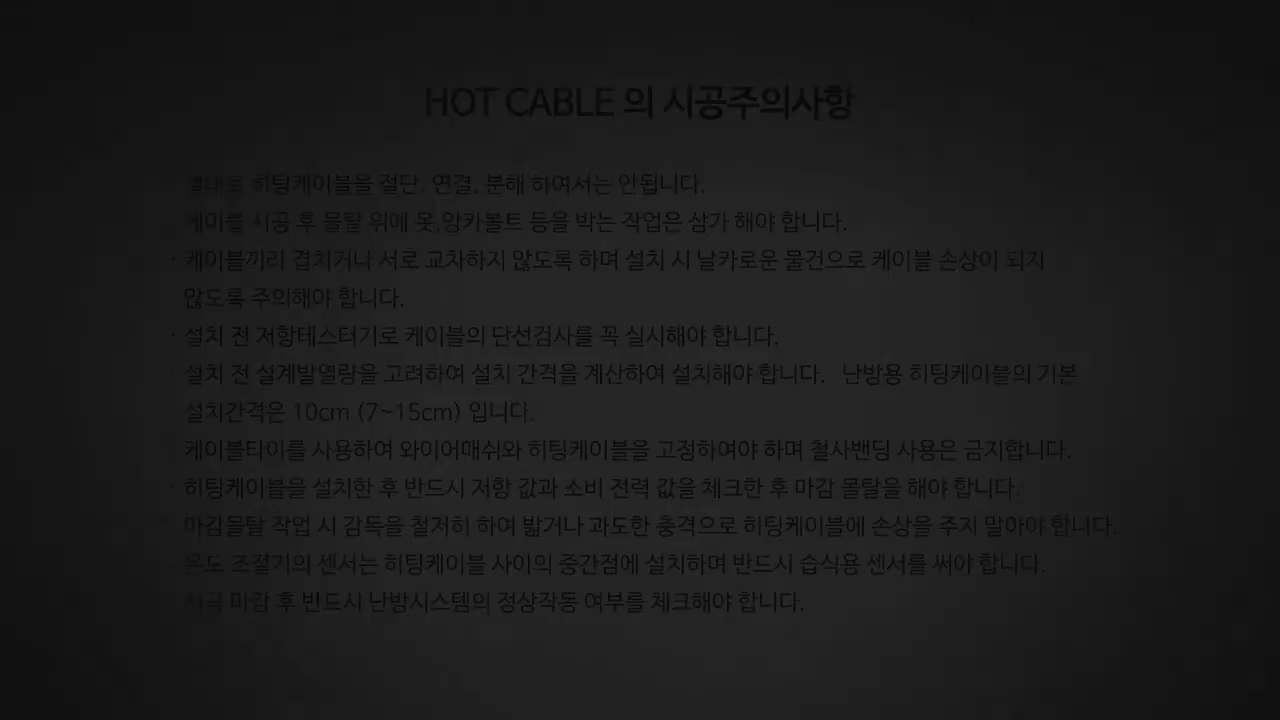 HOT CABLE 의 시공주의사항
절대로 히팅케이블을 절단, 연결, 분해 하여서는 안됩니다.
케이블 시공 후 몰탈 위에 못,앙카볼트 등을 박는 작업은 삼가 해야 합니다.
· 케이블끼리 겹치거나 서로 교차하지 않도록 하며 설치 시 날카로운 물건으로 케이블 손상이 되지
않도록 주의해야 합니다.
· 설치 전 저항테스터기로 케이블의 단선검사를 꼭 실시해야 합니다.
· 설치 전 설계발열량을 고려하여 설치 간격을 계산하여 설치해야 합니다. 난방용 히팅케이블의 기본
설치간격은 10cm (7~15cm) 입니다.
케이블타이를 사용하여 와이어매쉬와 히팅케이블을 고정하여야 하며 철사밴딩 사용은 금지합니다.
· 히팅케이블을 설치한 후 반드시 저항 값과 소비 전력 값을 체크한 후 마감 몰탈을 해야 합니다.
마감몰탈 작업 시 감독을 철저히 하여 밟거나 과도한 충격으로 히팅케이블에 손상을 주지 말아야 합니다.
온도 조절기의 센서는 히팅케이블 사이의 중간점에 설치하며 반드시 습식용 센서를 써야 합니다.
시공 마감 후 반드시 난방시스템의 정상작동 여부를 체크해야 합니다.